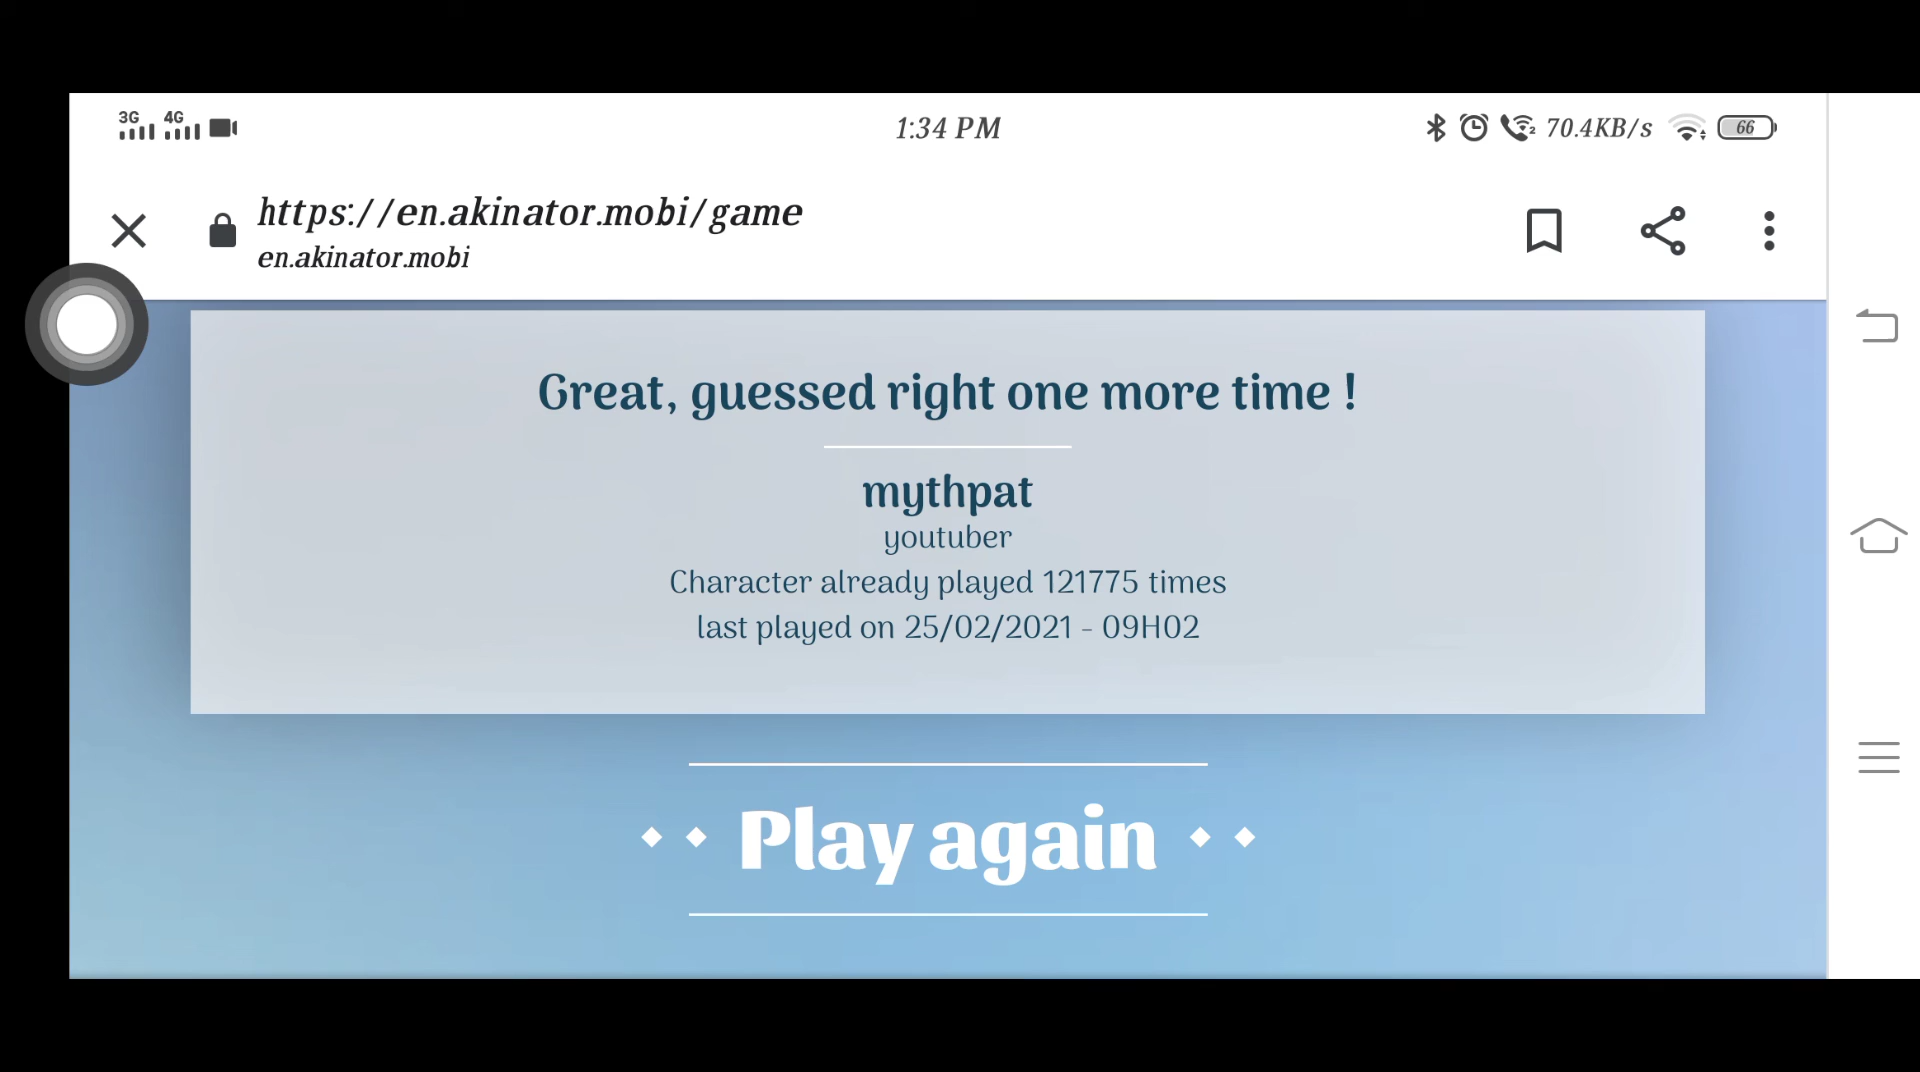 3G 4G 1:34 PM 2 70.4KB/s 66
https://en.akinator.mobi/game
en.akinator.mobi
Great, guessed right one more time !
mythpat
youtuber
Character already played 121775 times
last played on 25/02/2021 - 09H02
Play again